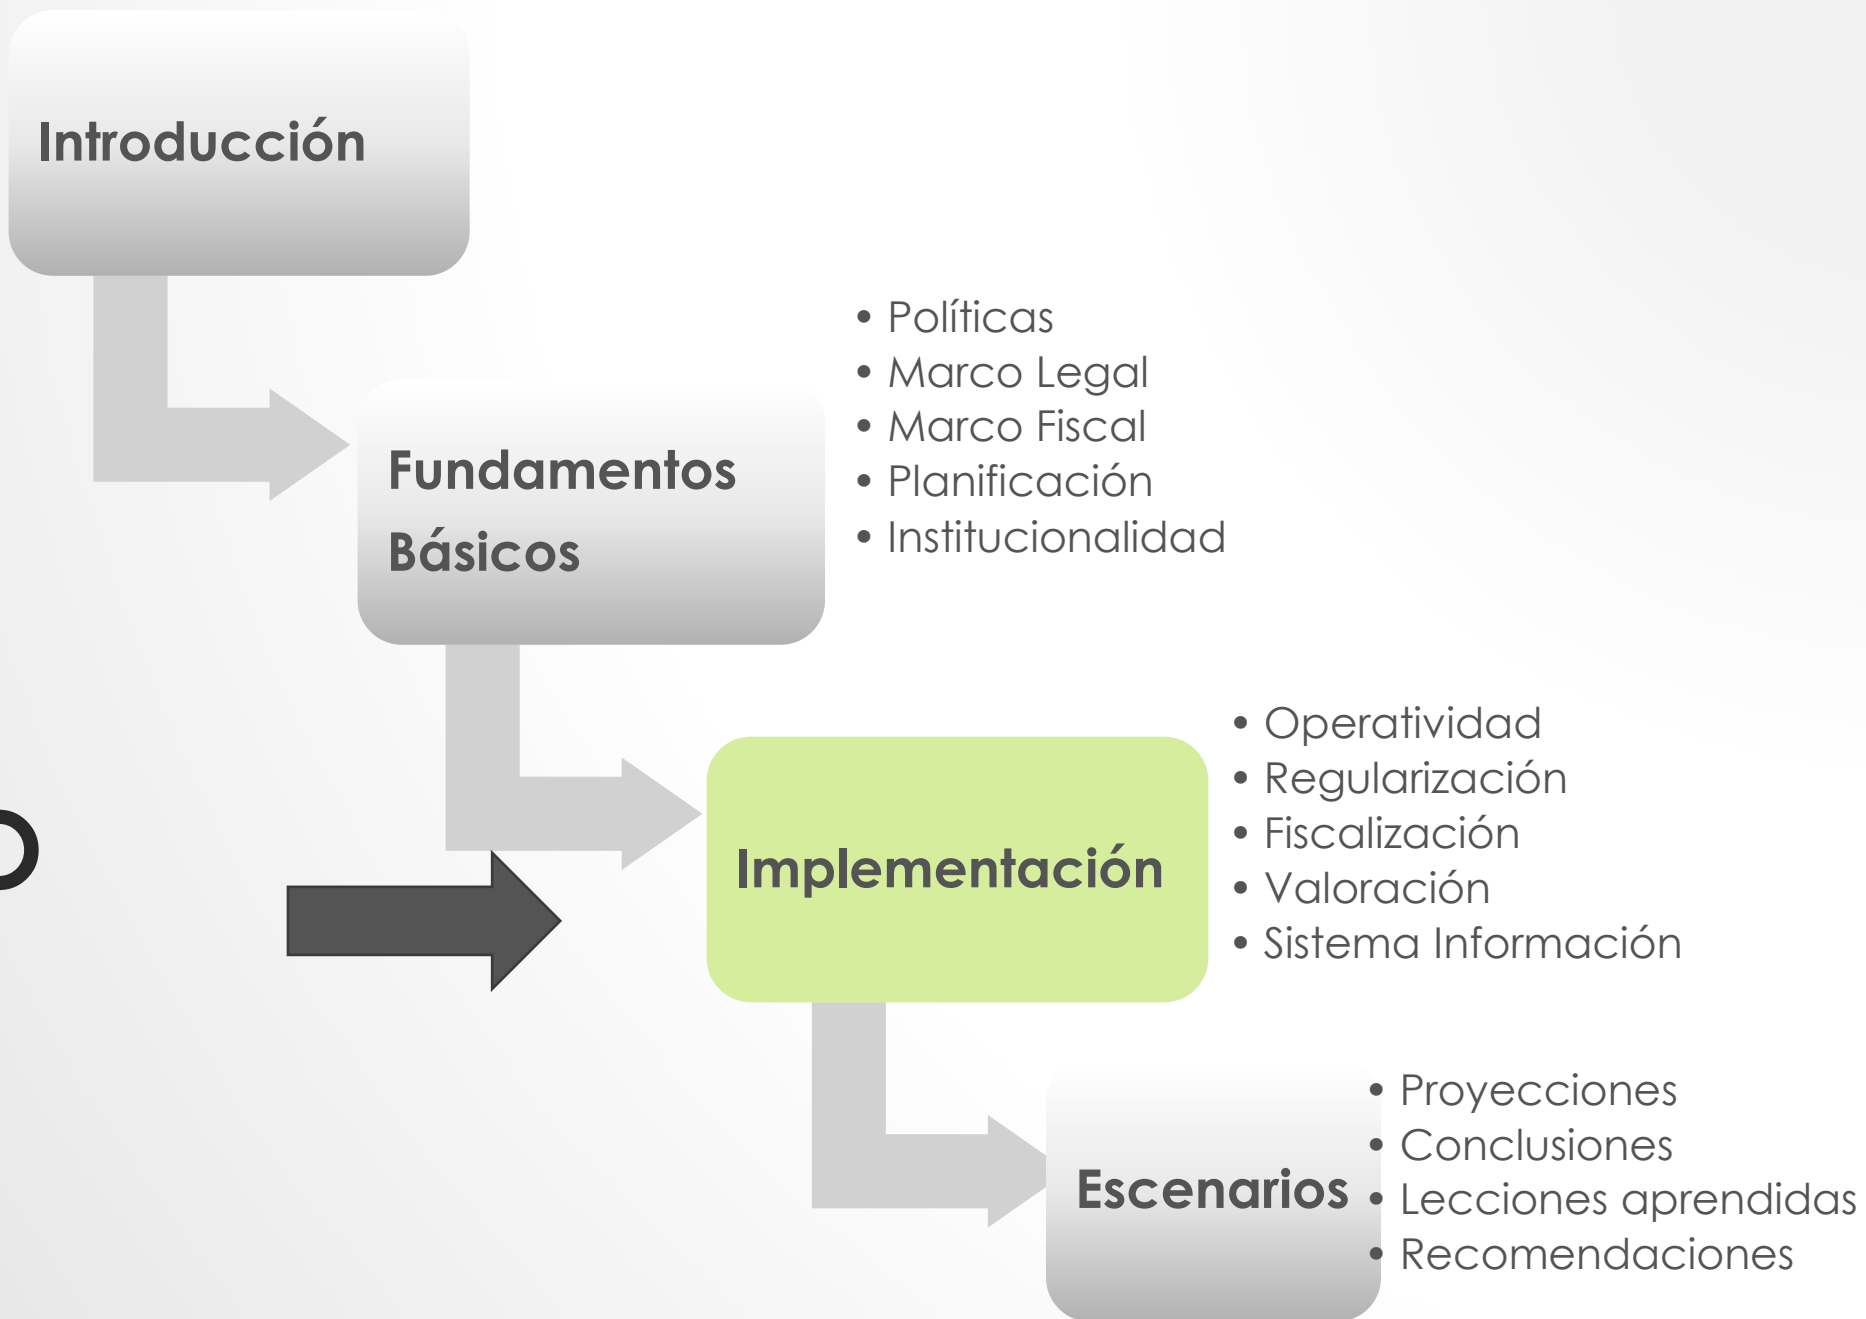 Introducción
Fundamentos
Básicos
• Políticas
• Marco Legal
• Marco Fiscal
• Planificación
• Institucionalidad
Implementación
• Operatividad
• Regularización
• Fiscalización
• Valoración
• Sistema Información
Escenarios
• Proyecciones
• Conclusiones
• Lecciones aprendidas
• Recomendaciones